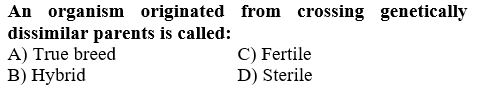 An organism originated from crossing genetically
dissimilar parents is called:
A) True breed C) Fertile
B) Hybrid D) Sterile